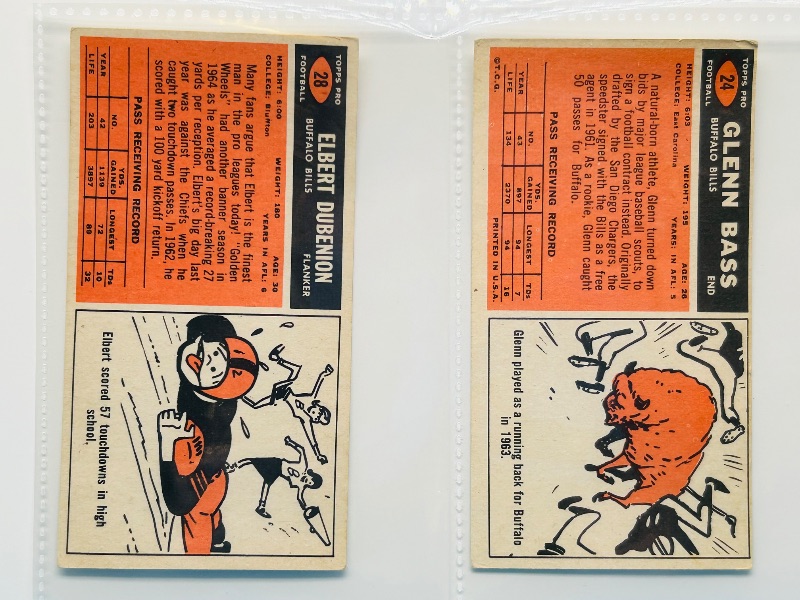 TOPPS PRO
28
FOOTBALL
ELBERT DUBENION
BUFFALO BILLS FLANKER
HEIGHT: 6:00 WEIGHT: 180 AGE: 30
COLLEGE: Bluffton YEARS IN AFL: 6
Many fans argue that Elbert is the finest
man in the pro leagues today! "Golden
Wheels" had another banner season in
1964 as he averaged a record-breaking 27
yards per reception. Elbert's big day last
year was against the Chiefs when he
caught two touchdown passes. In 1962, he
scored with a 100 yard kickoff return.
PASS RECEIVING RECORD
YEAR NO. YDS. GAINED LONGEST TDs
YEAR 42 1139 72 10
LIFE 203 3897 89 32
Elbert scored 57 touchdowns in high
school.
TOPPS PRO
24
FOOTBALL
GLENN BASS
BUFFALO BILLS END
HEIGHT: 6:03 WEIGHT: 195 AGE: 26
COLLEGE: East Carolina YEARS: IN AFL: 5
A natural-born athlete, Glenn turned down
bids by major league baseball scouts, to
sign a football contract instead. Originally
drafted by the San Diego Chargers, the
speedster signed with the Bills as a free
agent in 1961. As a rookie, Glenn caught
50 passes for Buffalo.
PASS RECEIVING RECORD
NO. YDS. GAINED LONGEST TDs
YEAR 43 897 94 7
LIFE 134 2370 94 16
©T.C.G. PRINTED IN U.S.A.
Glenn played as a running back for Buffalo
in 1963.